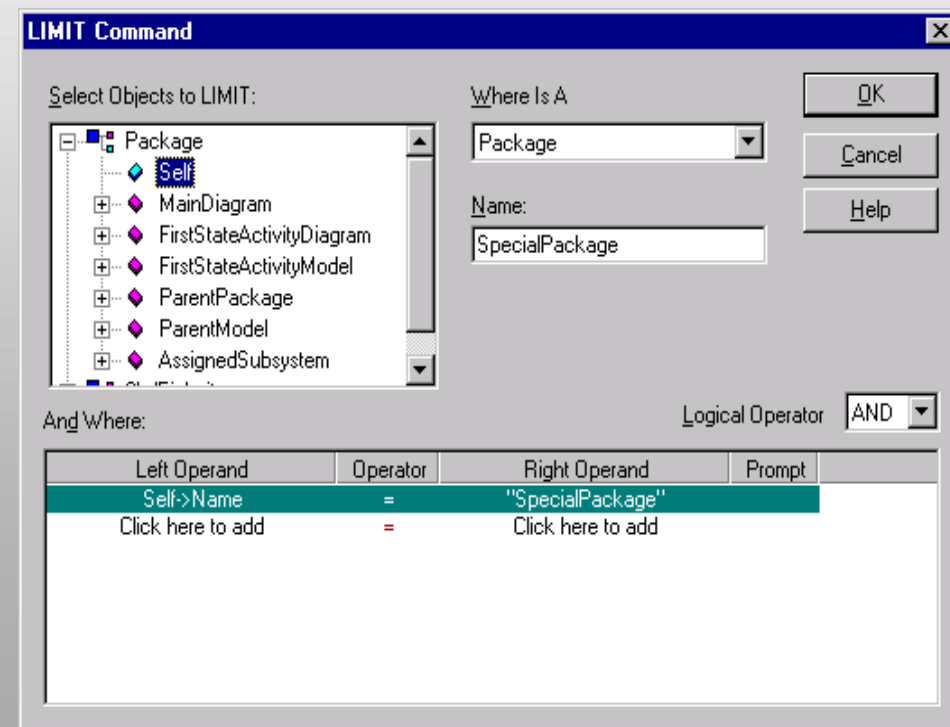 LIMIT Command
Select Objects to LIMIT:
Package
Self
MainDiagram
FirstStateActivityDiagram
FirstStateActivityModel
ParentPackage
ParentModel
AssignedSubsystem
Where Is A
Package
Name:
SpecialPackage
OK
Cancel
Help
And Where:
Logical Operator AND
Left Operand Operator Right Operand Prompt
Self->Name = "SpecialPackage"
Click here to add = Click here to add